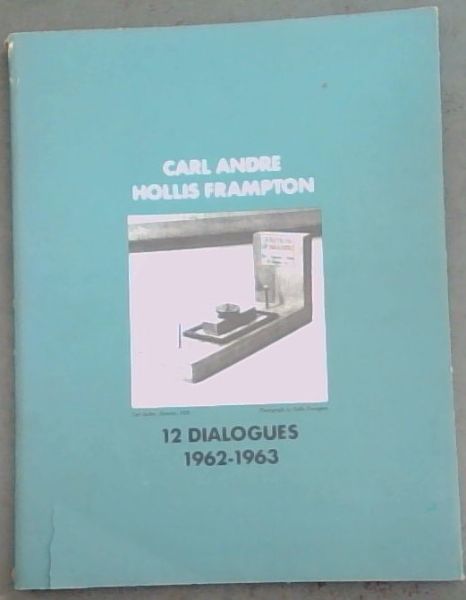 CARL ANDRE
HOLLIS FRAMPTON
12 DIALOGUES
1962-1963